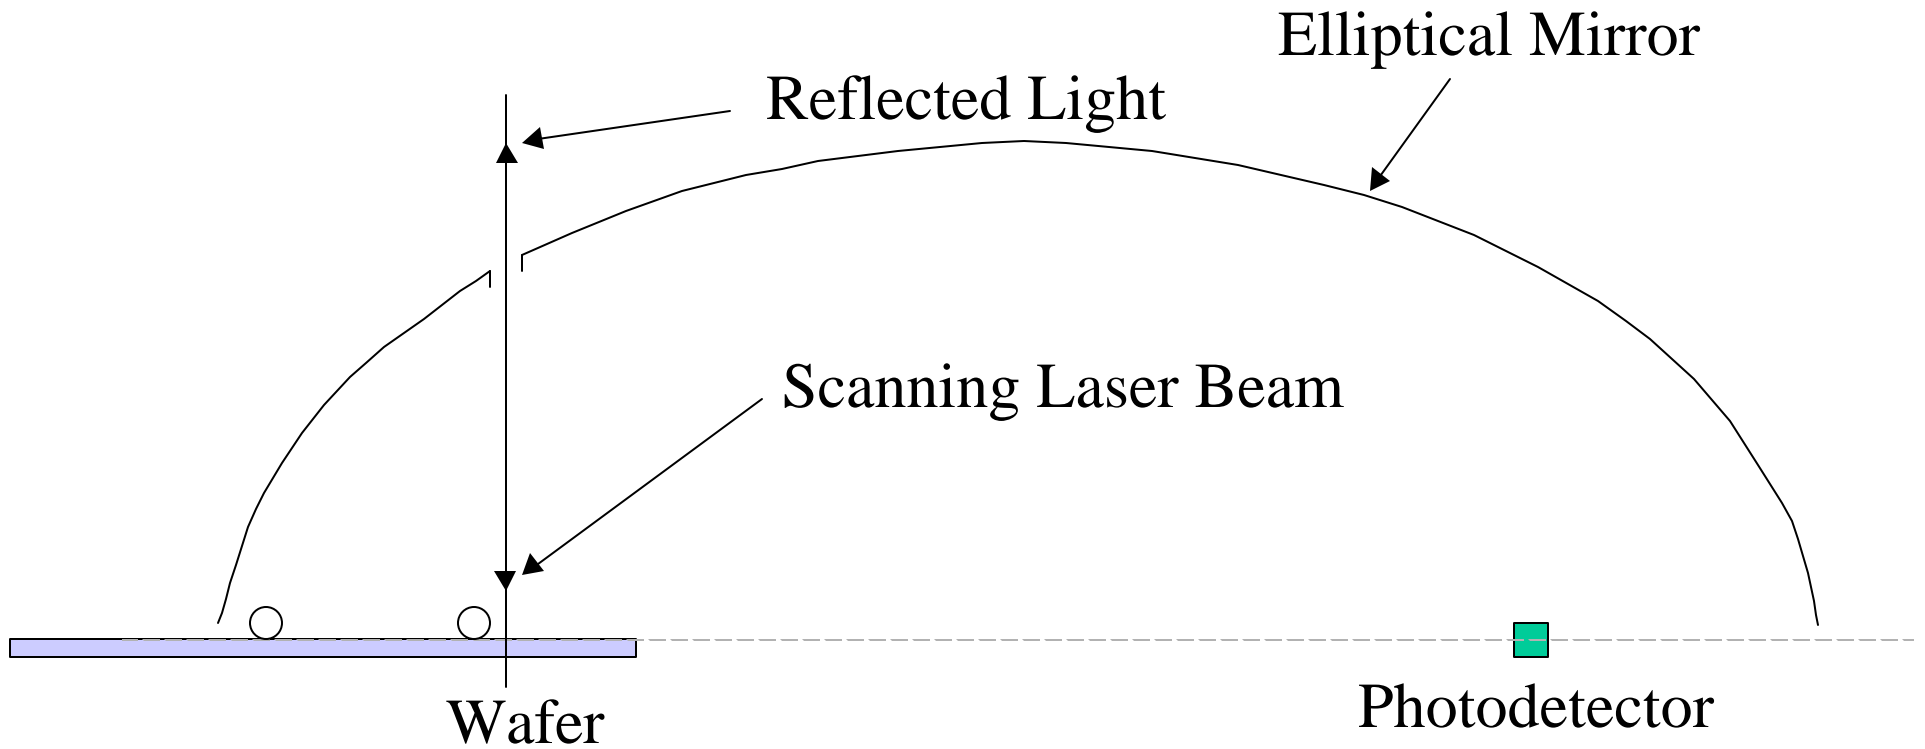 Elliptical Mirror
Reflected Light
Scanning Laser Beam
Wafer
Photodetector